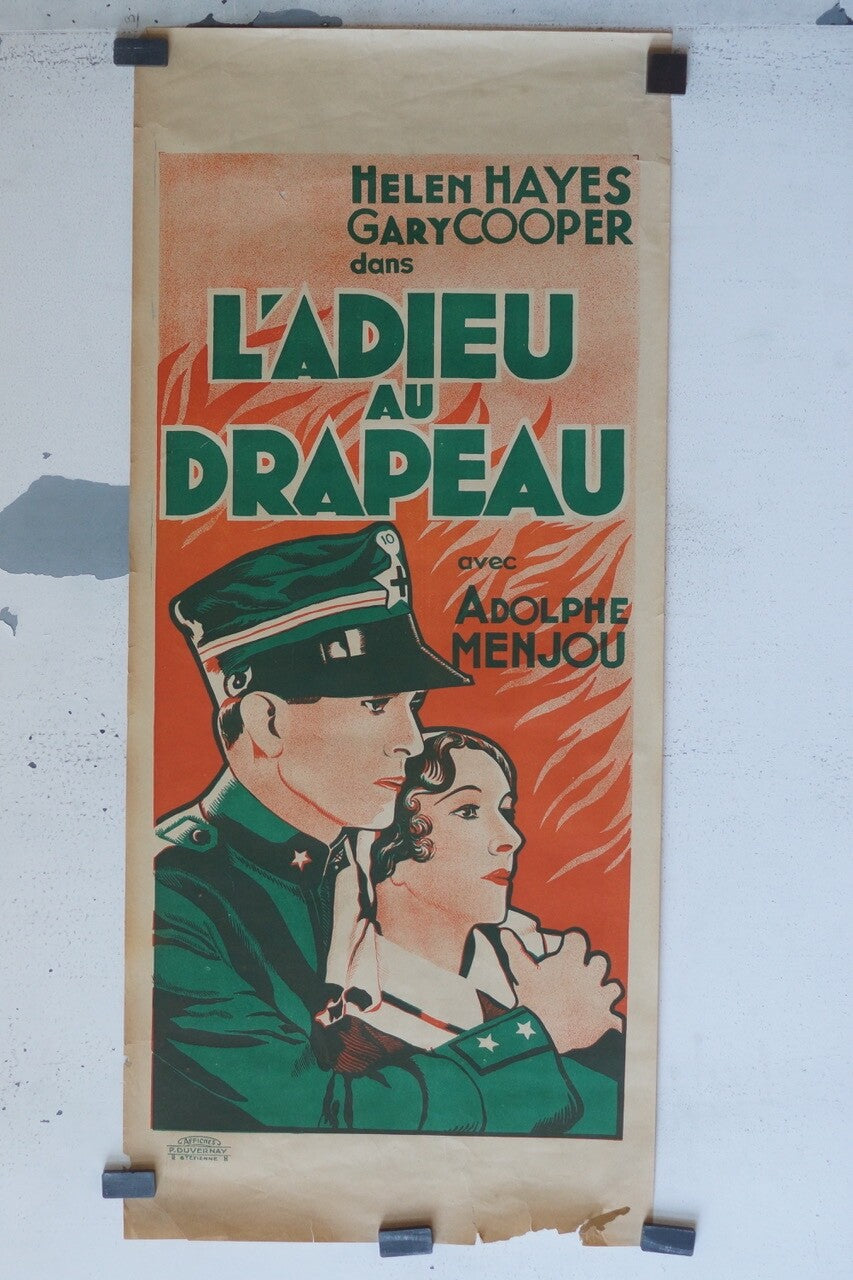 HELEN HAYES
GARY COOPER
dans
L'ADIEU
AU
DRAPEAU
10
avec
ADOLPHE
MENJOU
AFFICHES
P. DUVERNAY
ST ETIENNE